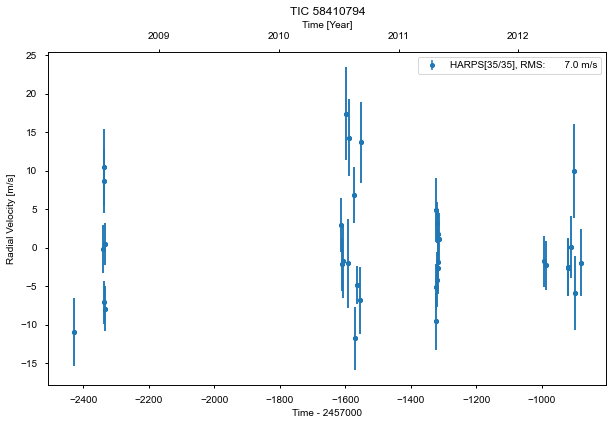 TIC 58410794
Time [Year]
2009 2010 2011 2012
HARPS[35/35], RMS: 7.0 m/s
25
20
15
10
5
0
−5
−10
−15
Radial Velocity [m/s]
−2400 −2200 −2000 −1800 −1600 −1400 −1200 −1000
Time - 2457000